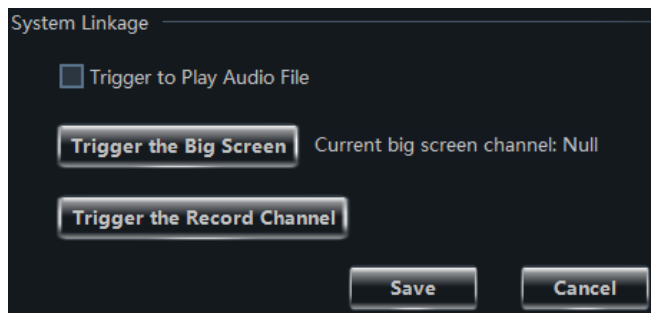 System Linkage
Trigger to Play Audio File
Trigger the Big Screen Current big screen channel: Null
Trigger the Record Channel
Save Cancel